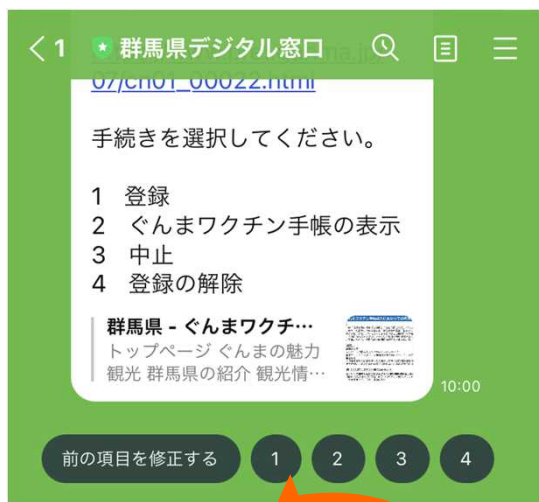 1 群馬県デジタル窓口
07/cn01_00022.html
手続きを選択してください。
1 登録
2 ぐんまワクチン手帳の表示
3 中止
4 登録の解除
群馬県 - ぐんまワクチ…
トップページ ぐんまの魅力
観光 群馬県の紹介 観光情…
10:00
前の項目を修正する 1 2 3 4